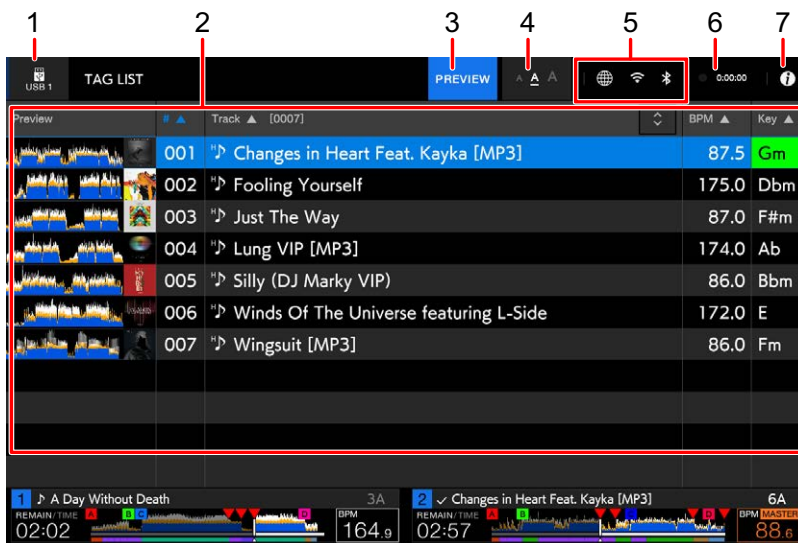 1 2 3 4 5 6 7
USB 1 TAG LIST PREVIEW A A A 0:00:00 i
Preview # ▲ Track ▲ [0007] BPM ▲ Key ▲
001 Changes in Heart Feat. Kayka [MP3] 87.5 Gm
002 Fooling Yourself 175.0 Dbm
003 Just The Way 87.0 F#m
004 Lung VIP [MP3] 174.0 Ab
005 Silly (DJ Marky VIP) 86.0 Bbm
006 Winds Of The Universe featuring L-Side 172.0 E
007 Wingsuit [MP3] 86.0 Fm
1 ♪ A Day Without Death 3A 2 ✓ Changes in Heart Feat. Kayka [MP3] 6A
REMAIN/TIME A B C D BPM REMAIN/TIME A B C D BPM MASTER
02:02 164.9 02:57 88.6